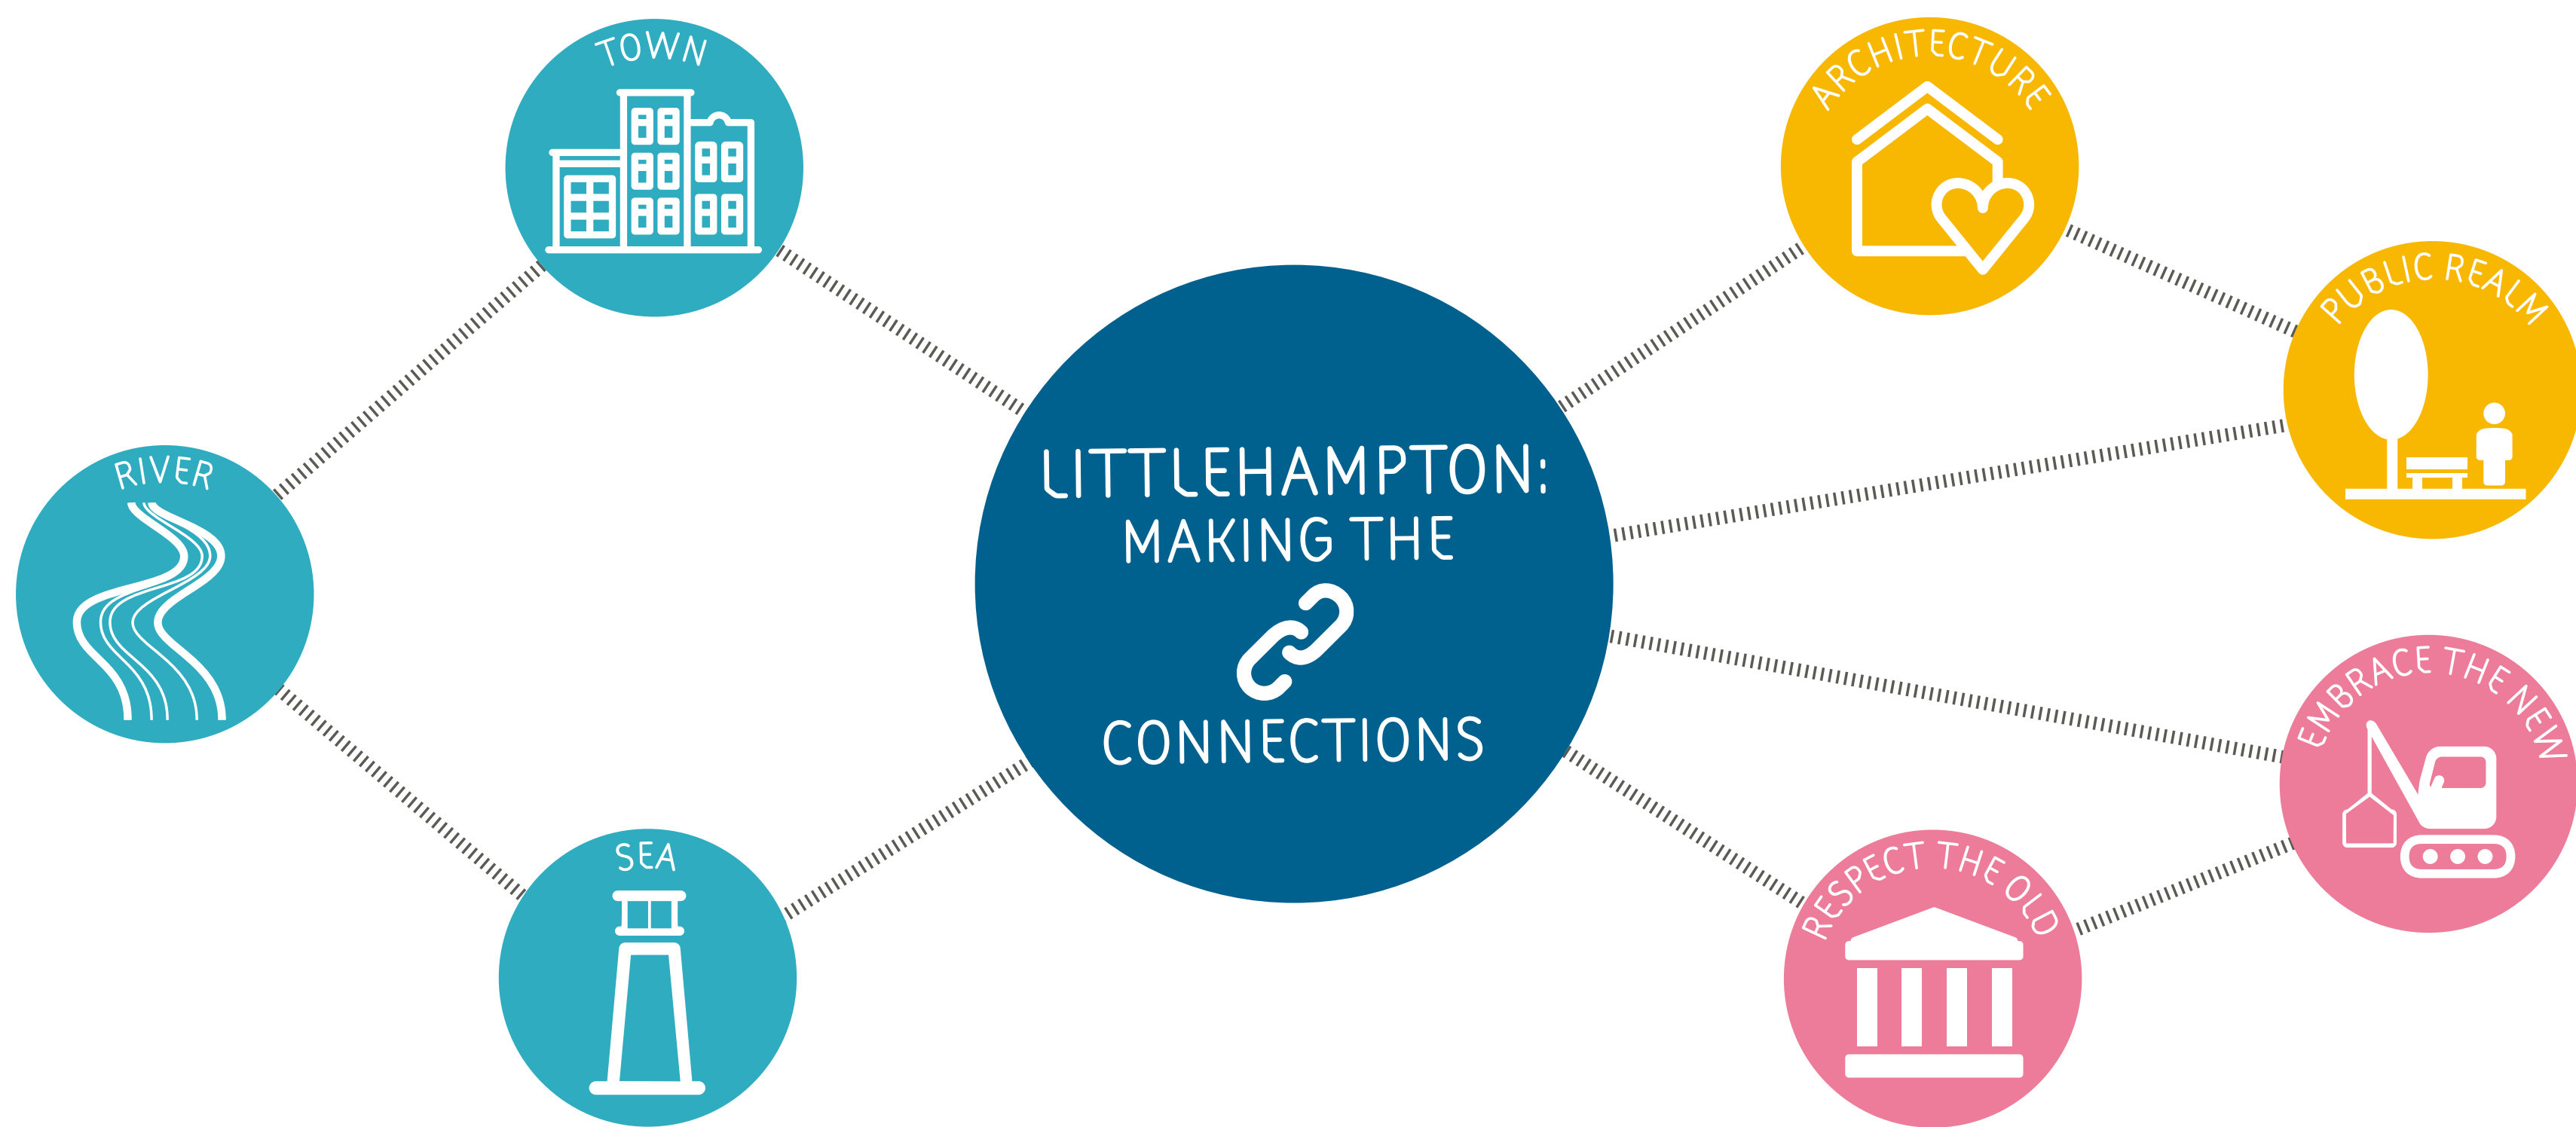 TOWN
ARCHITECTURE
PUBLIC REALM
RIVER
LITTLEHAMPTON:
MAKING THE
CONNECTIONS
EMBRACE THE NEW
SEA
RESPECT THE OLD